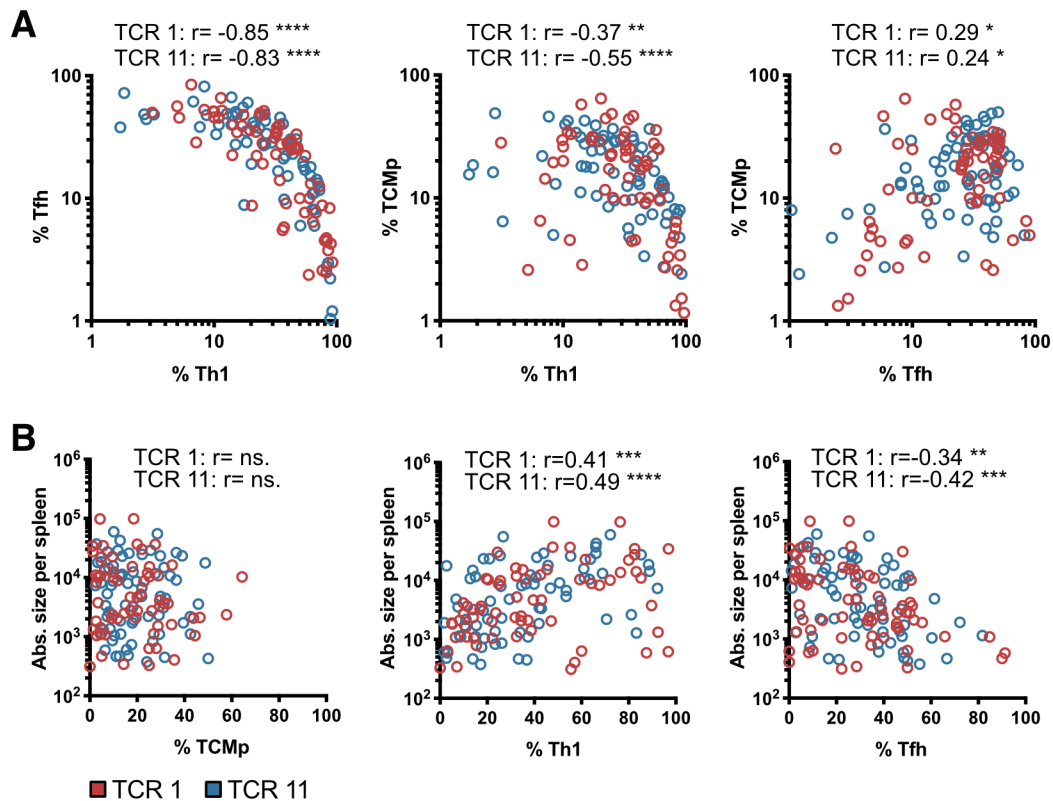 A
TCR 1: r= -0.85 ****
TCR 11: r= -0.83 ****
100
10
1
% Tfh
1 10 100
% Th1
TCR 1: r= -0.37 **
TCR 11: r= -0.55 ****
100
10
1
% TCMp
1 10 100
% Th1
TCR 1: r= 0.29 *
TCR 11: r= 0.24 *
100
10
1
% TCMp
1 10 100
% Tfh
B
TCR 1: r= ns.
TCR 11: r= ns.
10⁶
10⁵
10⁴
10³
10²
Abs. size per spleen
0 20 40 60 80 100
% TCMp
TCR 1: r=0.41 ***
TCR 11: r=0.49 ****
10⁶
10⁵
10⁴
10³
10²
Abs. size per spleen
0 20 40 60 80 100
% Th1
TCR 1: r=-0.34 **
TCR 11: r=-0.42 ***
10⁶
10⁵
10⁴
10³
10²
Abs. size per spleen
0 20 40 60 80 100
% Tfh
TCR 1 TCR 11